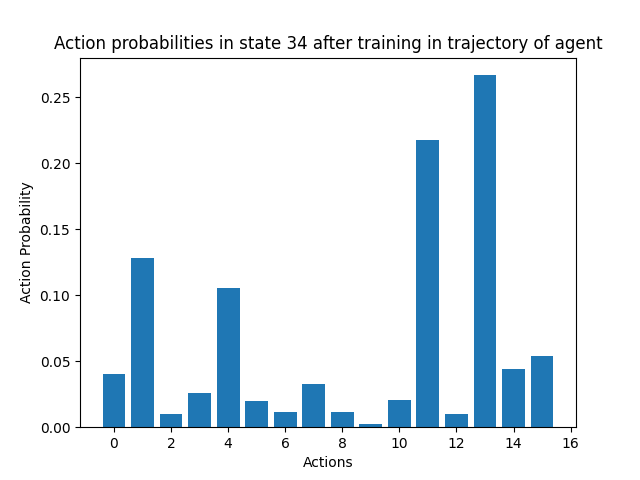 Action probabilities in state 34 after training in trajectory of agent
0.25
0.20
0.15
0.10
0.05
0.00
Action Probability
0 2 4 6 8 10 12 14 16
Actions